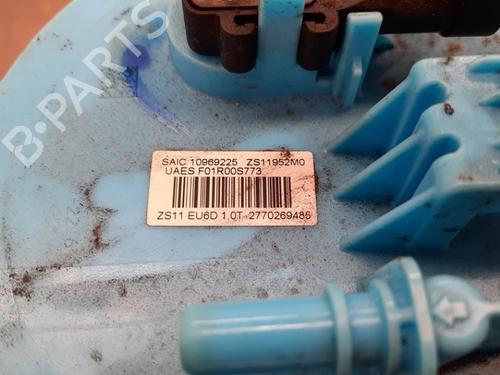 B-PARTS
SAIC 10969225 ZS11952M0
UAES F01R00S773
ZS11 EU6D 1.0T 2770269486